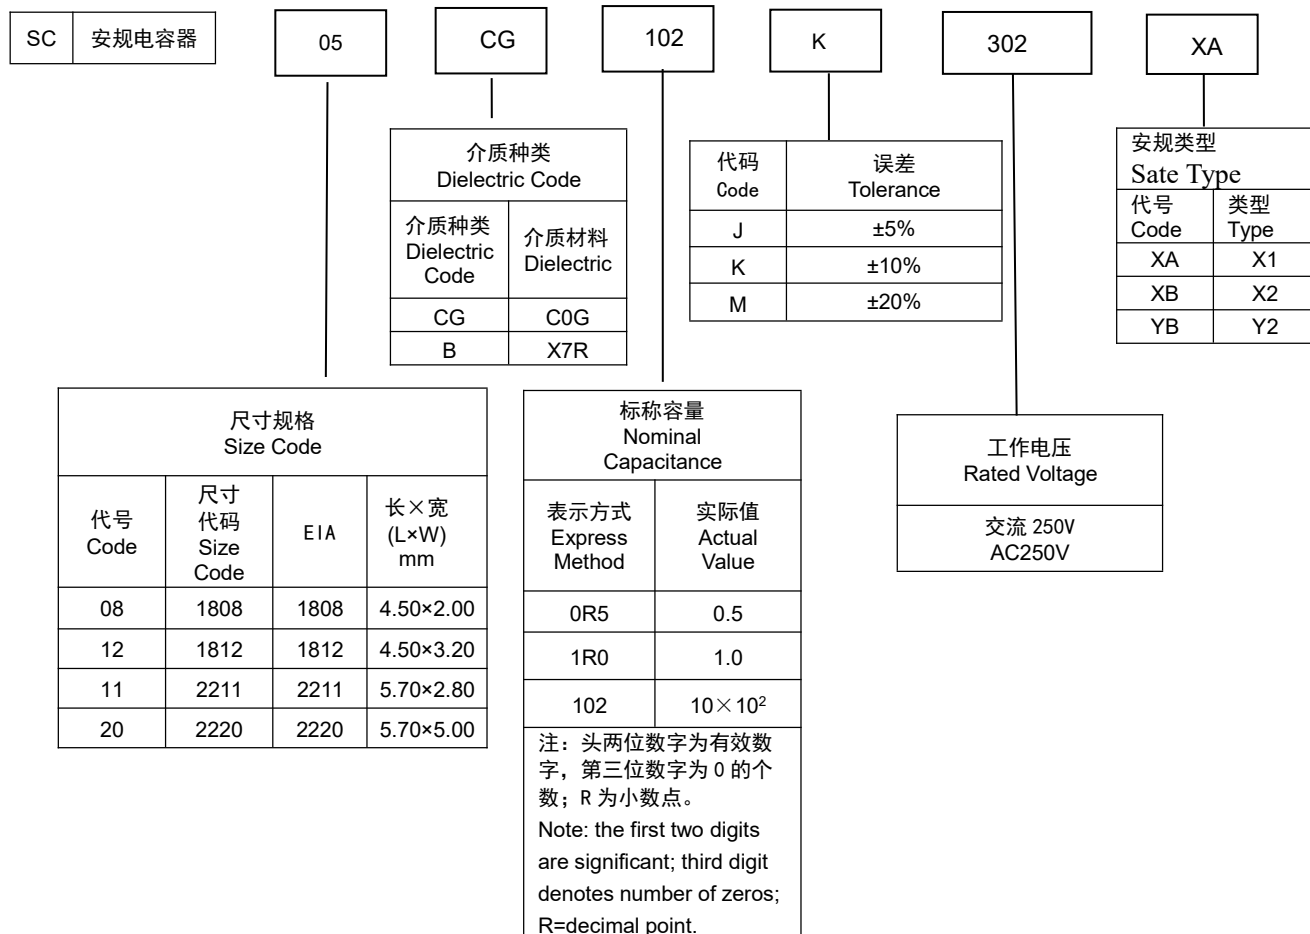 SC 安规电容器 05 CG 102 K 302 XA
介质种类
Dielectric Code
介质种类
Dielectric
Code
介质材料
Dielectric
CG C0G
B X7R
代码
Code
误差
Tolerance
J ±5%
K ±10%
M ±20%
安规类型
Sate Type
代号
Code
类型
Type
XA X1
XB X2
YB Y2
尺寸规格
Size Code
代号
Code
尺寸
代码
Size
Code
EIA
长×宽
(L×W)
mm
08 1808 1808 4.50×2.00
12 1812 1812 4.50×3.20
11 2211 2211 5.70×2.80
20 2220 2220 5.70×5.00
标称容量
Nominal
Capacitance
表示方式
Express
Method
实际值
Actual
Value
0R5 0.5
1R0 1.0
102 10×10²
注：头两位数字为有效数
字，第三位数字为 0 的个
数；R 为小数点。
Note: the first two digits
are significant; third digit
denotes number of zeros;
R=decimal point.
工作电压
Rated Voltage
交流 250V
AC250V